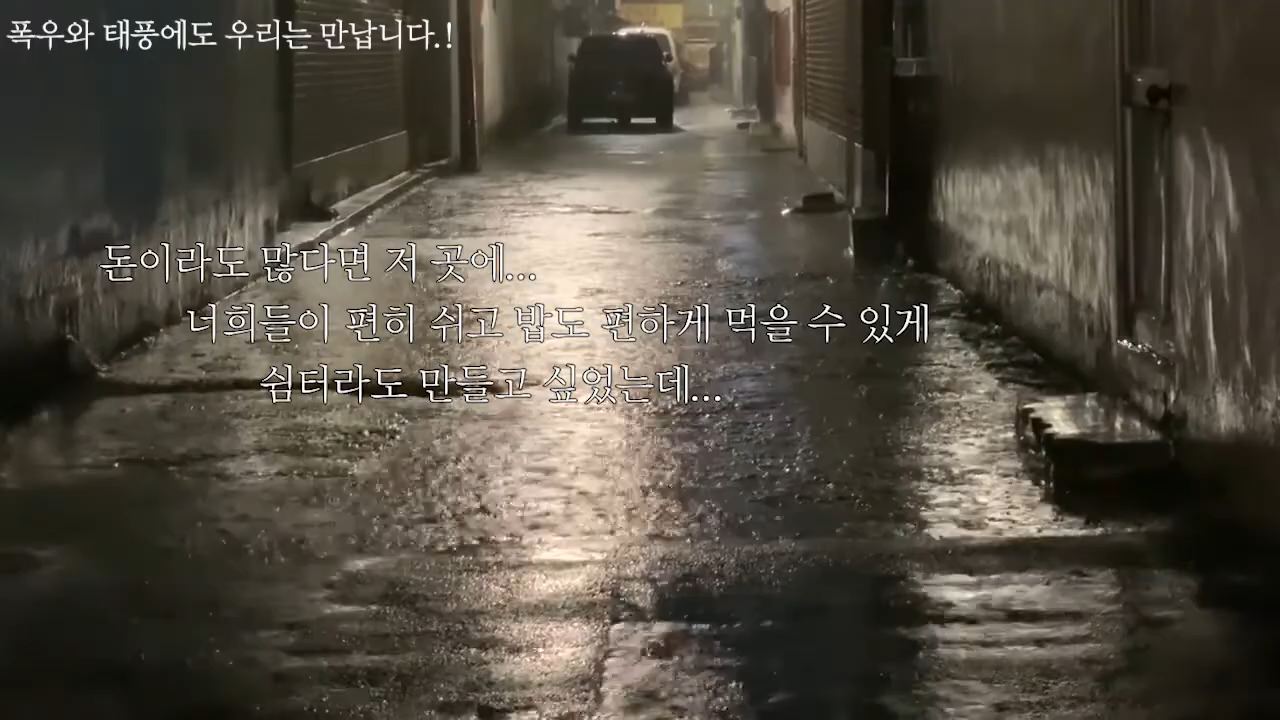 폭우와 태풍에도 우리는 만납니다.!
돈이라도 많다면 저 곳에...
너희들이 편히 쉬고 밥도 편하게 먹을 수 있게
쉼터라도 만들고 싶었는데...